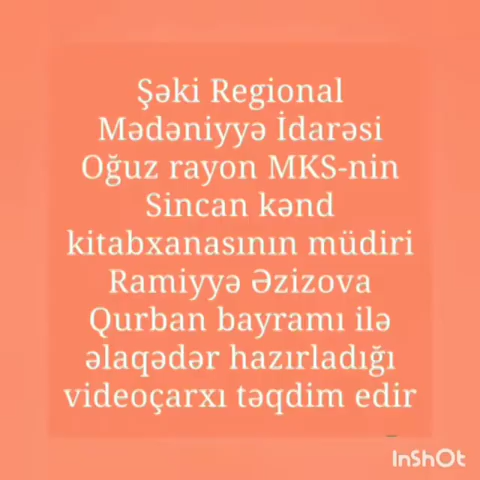 Şəki Regional
Mədəniyyə İdarəsi
Oğuz rayon MKS-nin
Sincan kənd
kitabxanasının müdiri
Ramiyyə Əzizova
Qurban bayramı ilə
əlaqədər hazırladığı
videoçarxı təqdim edir
InShOt